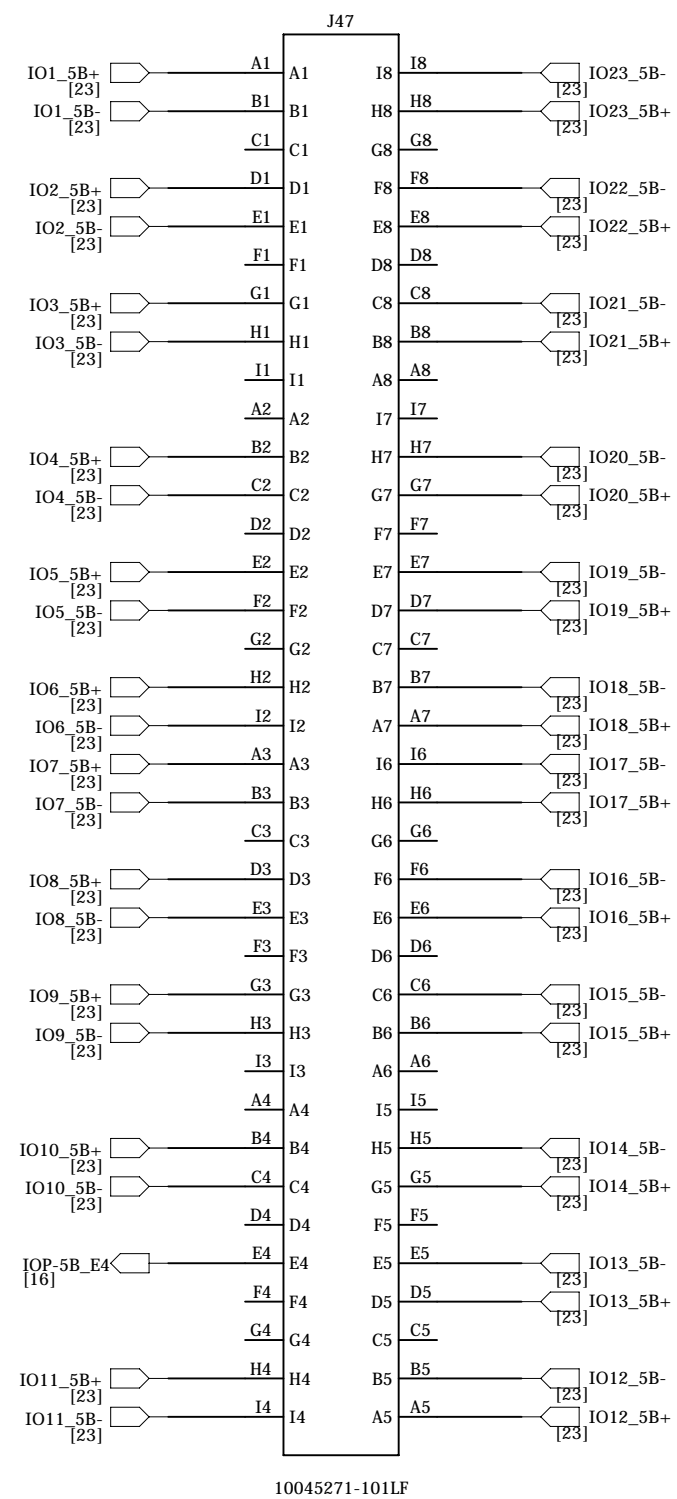 J47
IO1_5B+ A1 A1 I8 I8 IO23_5B-
[23] [23]
IO1_5B- B1 B1 H8 H8 IO23_5B+
[23] [23]
C1 C1 G8 G8
IO2_5B+ D1 D1 F8 F8 IO22_5B-
[23] [23]
IO2_5B- E1 E1 E8 E8 IO22_5B+
[23] [23]
F1 F1 D8 D8
IO3_5B+ G1 G1 C8 C8 IO21_5B-
[23] [23]
IO3_5B- H1 H1 B8 B8 IO21_5B+
[23] [23]
I1 I1 A8 A8
A2 A2 I7 I7
IO4_5B+ B2 B2 H7 H7 IO20_5B-
[23] [23]
IO4_5B- C2 C2 G7 G7 IO20_5B+
[23] [23]
D2 D2 F7 F7
IO5_5B+ E2 E2 E7 E7 IO19_5B-
[23] [23]
IO5_5B- F2 F2 D7 D7 IO19_5B+
[23] [23]
G2 G2 C7 C7
IO6_5B+ H2 H2 B7 B7 IO18_5B-
[23] [23]
IO6_5B- I2 I2 A7 A7 IO18_5B+
[23] [23]
IO7_5B+ A3 A3 I6 I6 IO17_5B-
[23] [23]
IO7_5B- B3 B3 H6 H6 IO17_5B+
[23] [23]
C3 C3 G6 G6
IO8_5B+ D3 D3 F6 F6 IO16_5B-
[23] [23]
IO8_5B- E3 E3 E6 E6 IO16_5B+
[23] [23]
F3 F3 D6 D6
IO9_5B+ G3 G3 C6 C6 IO15_5B-
[23] [23]
IO9_5B- H3 H3 B6 B6 IO15_5B+
[23] [23]
I3 I3 A6 A6
A4 A4 I5 I5
IO10_5B+ B4 B4 H5 H5 IO14_5B-
[23] [23]
IO10_5B- C4 C4 G5 G5 IO14_5B+
[23] [23]
D4 D4 F5 F5
IOP-5B_E4 E4 E4 E5 E5 IO13_5B-
[16] [23]
F4 F4 D5 D5 IO13_5B+
[23]
G4 G4 C5 C5
IO11_5B+ H4 H4 B5 B5 IO12_5B-
[23] [23]
IO11_5B- I4 I4 A5 A5 IO12_5B+
[23] [23]
10045271-101LF